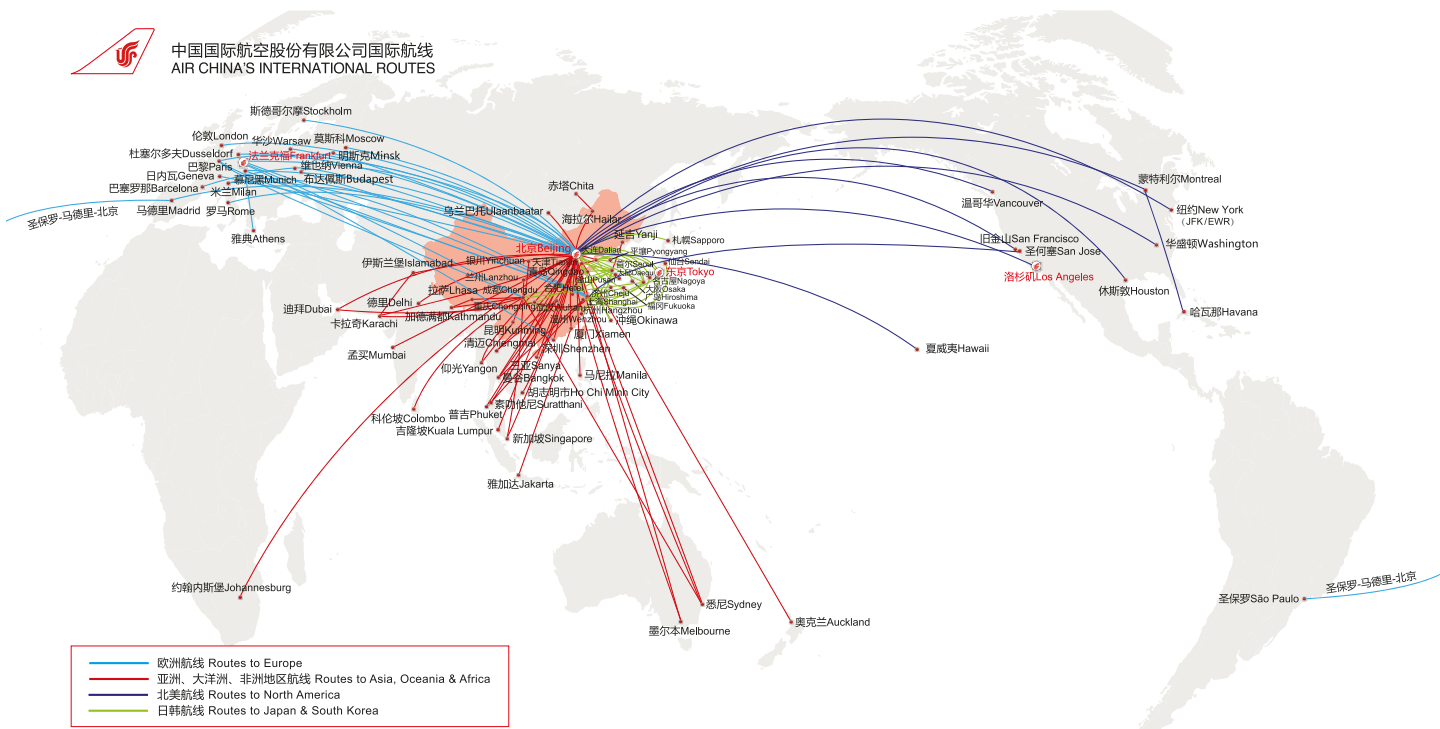 中国国际航空股份有限公司国际航线
AIR CHINA'S INTERNATIONAL ROUTES
斯德哥尔摩Stockholm
伦敦London
华沙Warsaw
莫斯科Moscow
杜塞尔多夫Dusseldorf
法兰克福Frankfurt
明斯克Minsk
巴黎Paris
维也纳Vienna
日内瓦Geneva
慕尼黑Munich
布达佩斯Budapest
巴塞罗那Barcelona
米兰Milan
马德里Madrid
罗马Rome
圣保罗-马德里-北京
雅典Athens
赤塔Chita
乌兰巴托Ulaanbaatar
海拉尔Hailar
延吉Yanji
札幌Sapporo
北京Beijing
大连Dalian
平壤Pyongyang
伊斯兰堡Islamabad
银川Yinchuan
天津Tianjin
首尔Seoul
仙台Sendai
青岛Qingdao
大邱Daegu
东京Tokyo
兰州Lanzhou
釜山Pusan
名古屋Nagoya
拉萨Lhasa
成都Chengdu
合肥Hefei
济州Cheju
大阪Osaka
广岛Hiroshima
德里Delhi
重庆Chongqing
武汉Wuhan
上海Shanghai
福冈Fukuoka
迪拜Dubai
杭州Hangzhou
卡拉奇Karachi
加德满都Kathmandu
温州Wenzhou
冲绳Okinawa
昆明Kunming
厦门Xiamen
清迈Chiengmai
深圳Shenzhen
孟买Mumbai
仰光Yangon
三亚Sanya
曼谷Bangkok
马尼拉Manila
胡志明市Ho Chi Minh City
素叻他尼Suratthani
科伦坡Colombo
普吉Phuket
吉隆坡Kuala Lumpur
新加坡Singapore
雅加达Jakarta
约翰内斯堡Johannesburg
悉尼Sydney
墨尔本Melbourne
奥克兰Auckland
蒙特利尔Montreal
温哥华Vancouver
纽约New York
(JFK/EWR)
旧金山San Francisco
圣何塞San Jose
华盛顿Washington
洛杉矶Los Angeles
休斯敦Houston
哈瓦那Havana
夏威夷Hawaii
圣保罗São Paulo
圣保罗-马德里-北京
欧洲航线 Routes to Europe
亚洲、大洋洲、非洲地区航线 Routes to Asia, Oceania & Africa
北美航线 Routes to North America
日韩航线 Routes to Japan & South Korea